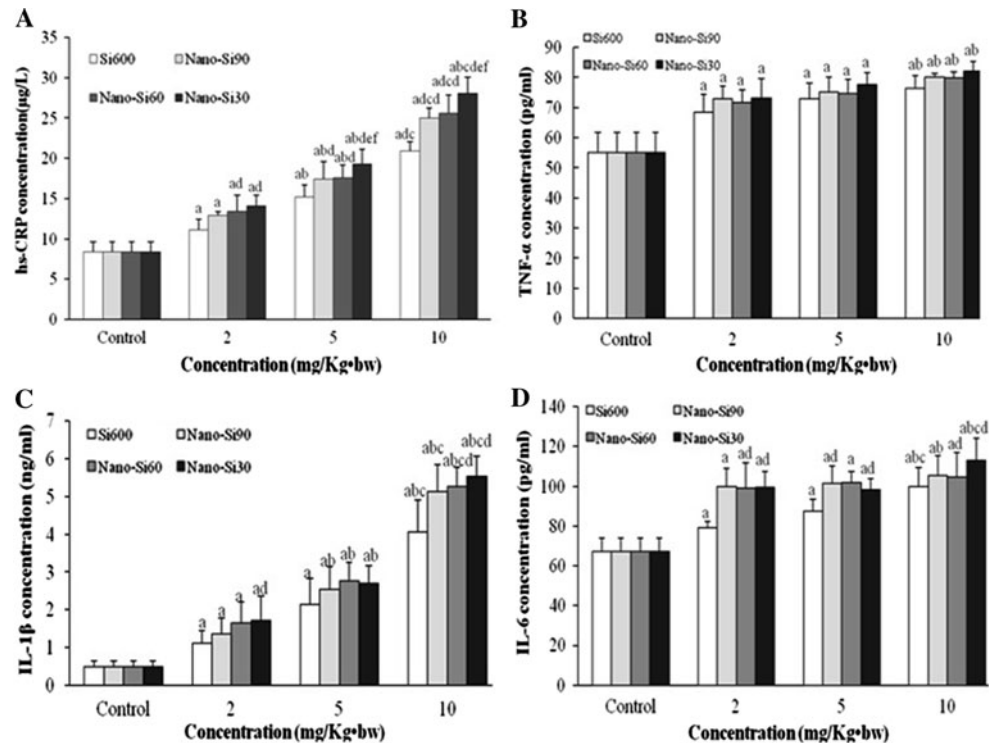 A
hs-CRP concentration(μg/L)
35
30
25
20
15
10
5
0
Si600
Nano-Si90
Nano-Si60
Nano-Si30
a
a
ad
ad
ab
abd
abd
abdef
adc
adcd
adcd
abcdef
Control
2
5
10
Concentration (mg/Kg•bw)
B
TNF-α concentration (pg/ml)
90
80
70
60
50
40
30
20
10
0
Si600
Nano-Si90
Nano-Si60
Nano-Si30
a
a
a
a
a
a
a
a
ab
ab
ab
ab
Control
2
5
10
Concentration (mg/Kg•bw)
C
IL-1β concentration (ng/ml)
7
6
5
4
3
2
1
0
Si600
Nano-Si90
Nano-Si60
Nano-Si30
a
a
a
ad
a
ab
ab
ab
abc
abc
abcd
abcd
Control
2
5
10
Concentration (mg/Kg•bw)
D
IL-6 concentration (pg/ml)
140
120
100
80
60
40
20
0
Si600
Nano-Si90
Nano-Si60
Nano-Si30
a
a
ad
ad
a
ad
a
ad
abc
abd
ad
abcd
Control
2
5
10
Concentration (mg/Kg•bw)